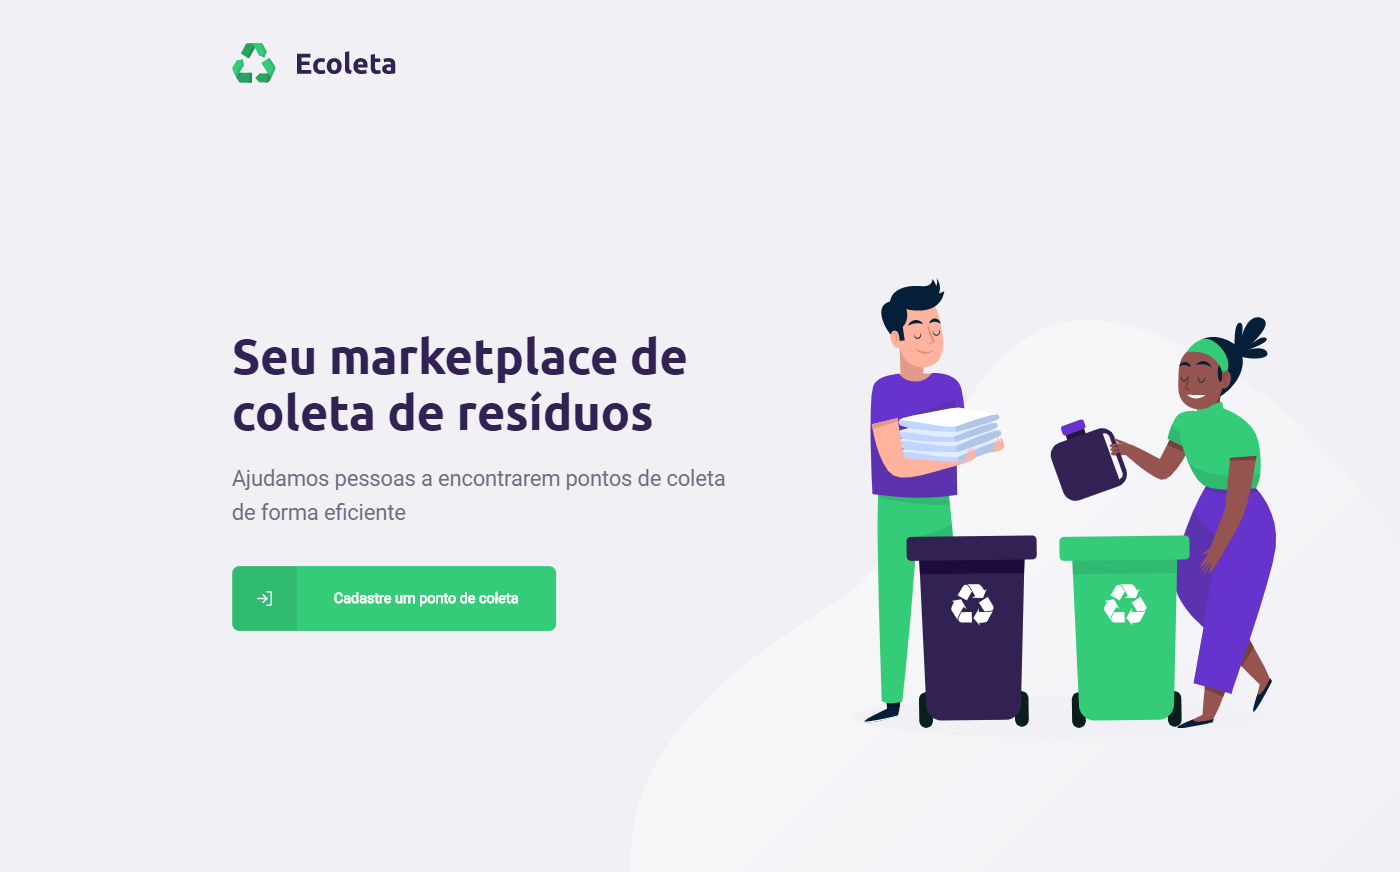 Ecoleta
Seu marketplace de
coleta de resíduos
Ajudamos pessoas a encontrarem pontos de coleta
de forma eficiente
Cadastre um ponto de coleta